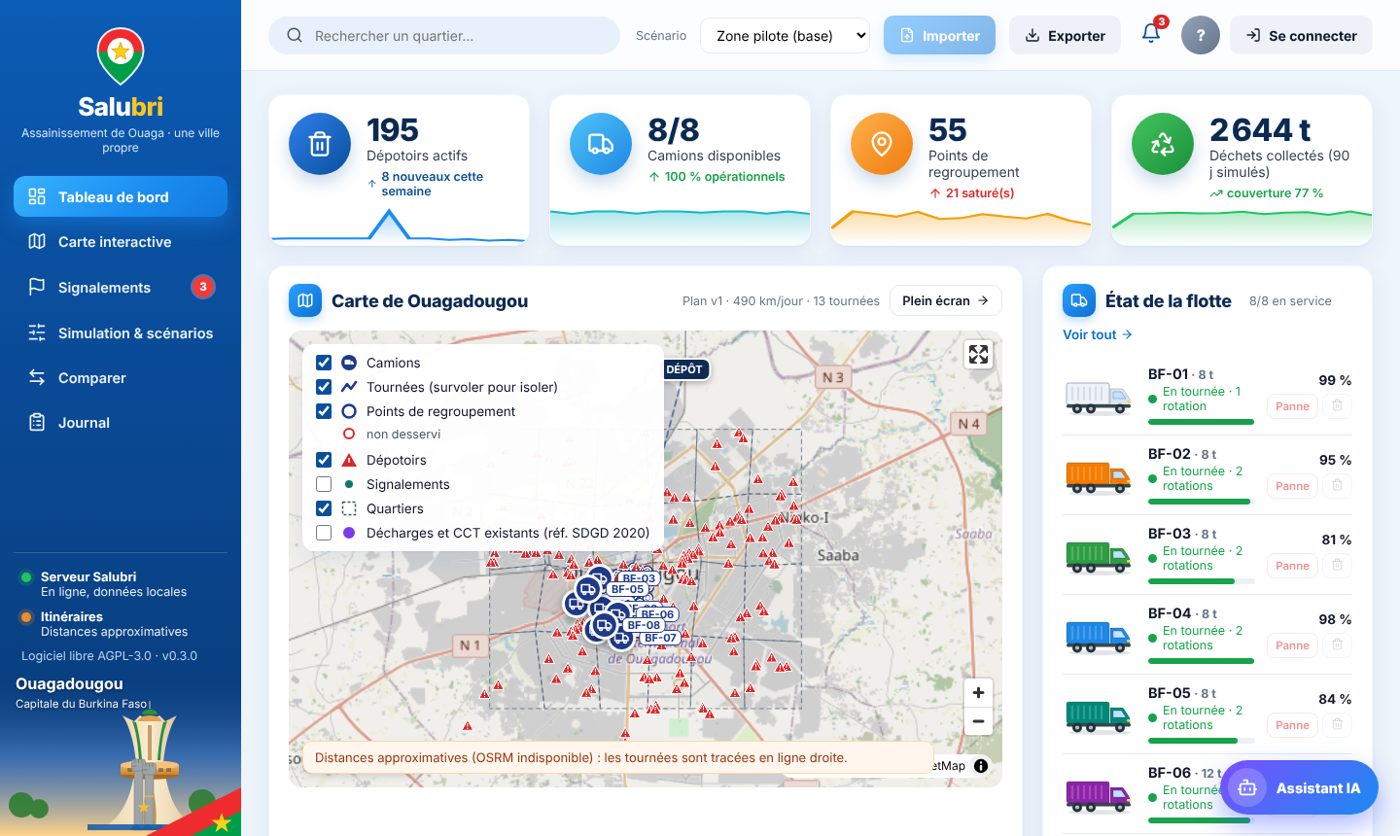 Salubri
Assainissement de Ouaga · une ville
propre
Tableau de bord
Carte interactive
Signalements
3
Simulation & scénarios
Comparer
Journal
Serveur Salubri
En ligne, données locales
Itinéraires
Distances approximatives
Logiciel libre AGPL-3.0 · v0.3.0
Ouagadougou
Capitale du Burkina Faso
Rechercher un quartier...
Scénario
Zone pilote (base)
Importer
Exporter
3
?
Se connecter
195
Dépotoirs actifs
↑ 8 nouveaux cette
semaine
8/8
Camions disponibles
↑ 100 % opérationnels
55
Points de
regroupement
↑ 21 saturé(s)
2 644 t
Déchets collectés (90
j simulés)
couverture 77 %
Carte de Ouagadougou
Plan v1 · 490 km/jour · 13 tournées
Plein écran →
Camions
Tournées (survoler pour isoler)
Points de regroupement
non desservi
Dépotoirs
Signalements
Quartiers
Décharges et CCT existants (réf. SDGD 2020)
DÉPÔT
N 3
N 4
Saaba
Saaba
BF-03
BF-05
BF-06
BF-08
BF-07
N 1
de Ouagadougou
+
−
Distances approximatives (OSRM indisponible) : les tournées sont tracées en ligne droite.
etMap
État de la flotte
8/8 en service
Voir tout →
BF-01 · 8 t
En tournée · 1
rotation
99 %
Panne
BF-02 · 8 t
En tournée · 2
rotations
95 %
Panne
BF-03 · 8 t
En tournée · 2
rotations
81 %
Panne
BF-04 · 8 t
En tournée · 2
rotations
98 %
Panne
BF-05 · 8 t
En tournée · 2
rotations
84 %
Panne
BF-06 · 12 t
En tournée
rotations
Assistant IA